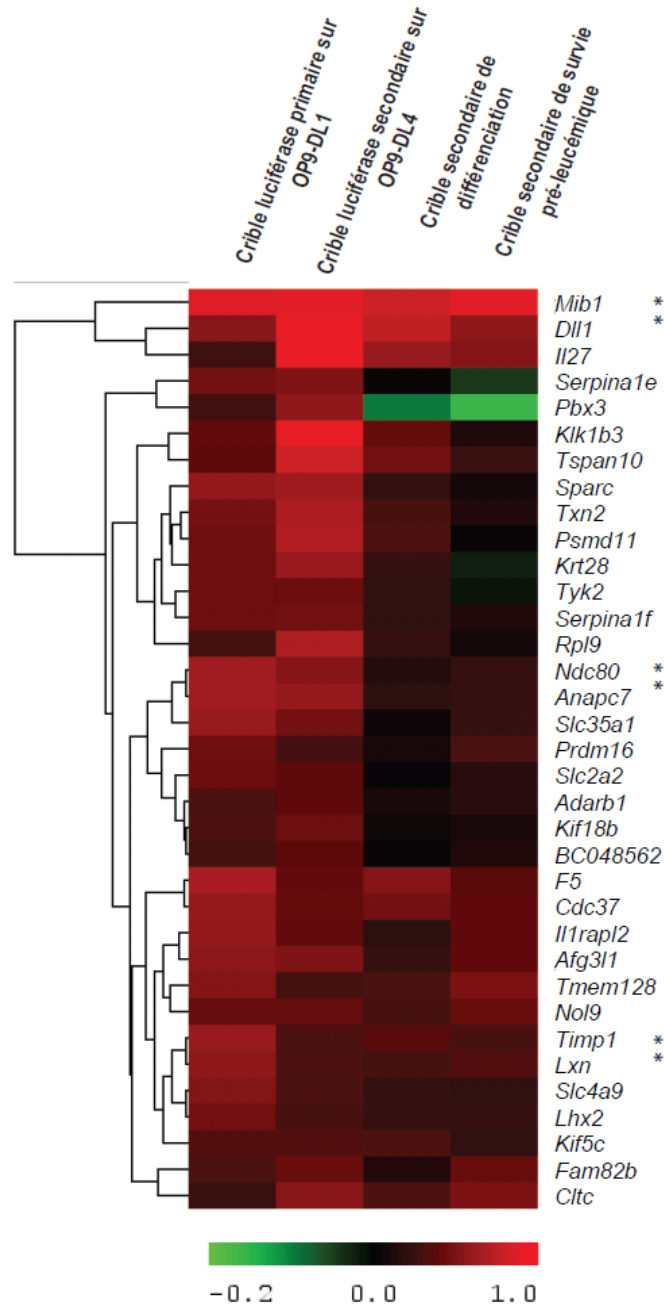 Crible luciférase primaire sur
OP9-DL1
Crible luciférase secondaire sur
OP9-DL4
Crible secondaire de
différenciation
Crible secondaire de survie
pré-leucémique
Mib1 *
Dll1 *
Il27
Serpina1e
Pbx3
Klk1b3
Tspan10
Sparc
Txn2
Psmd11
Krt28
Tyk2
Serpina1f
Rpl9
Ndc80 *
Anapc7 *
Slc35a1
Prdm16
Slc2a2
Adarb1
Kif18b
BC048562
F5
Cdc37
Il1rapl2
Afg3l1
Tmem128
Nol9
Timp1 *
Lxn *
Slc4a9
Lhx2
Kif5c
Fam82b
Cltc
-0.2 0.0 1.0